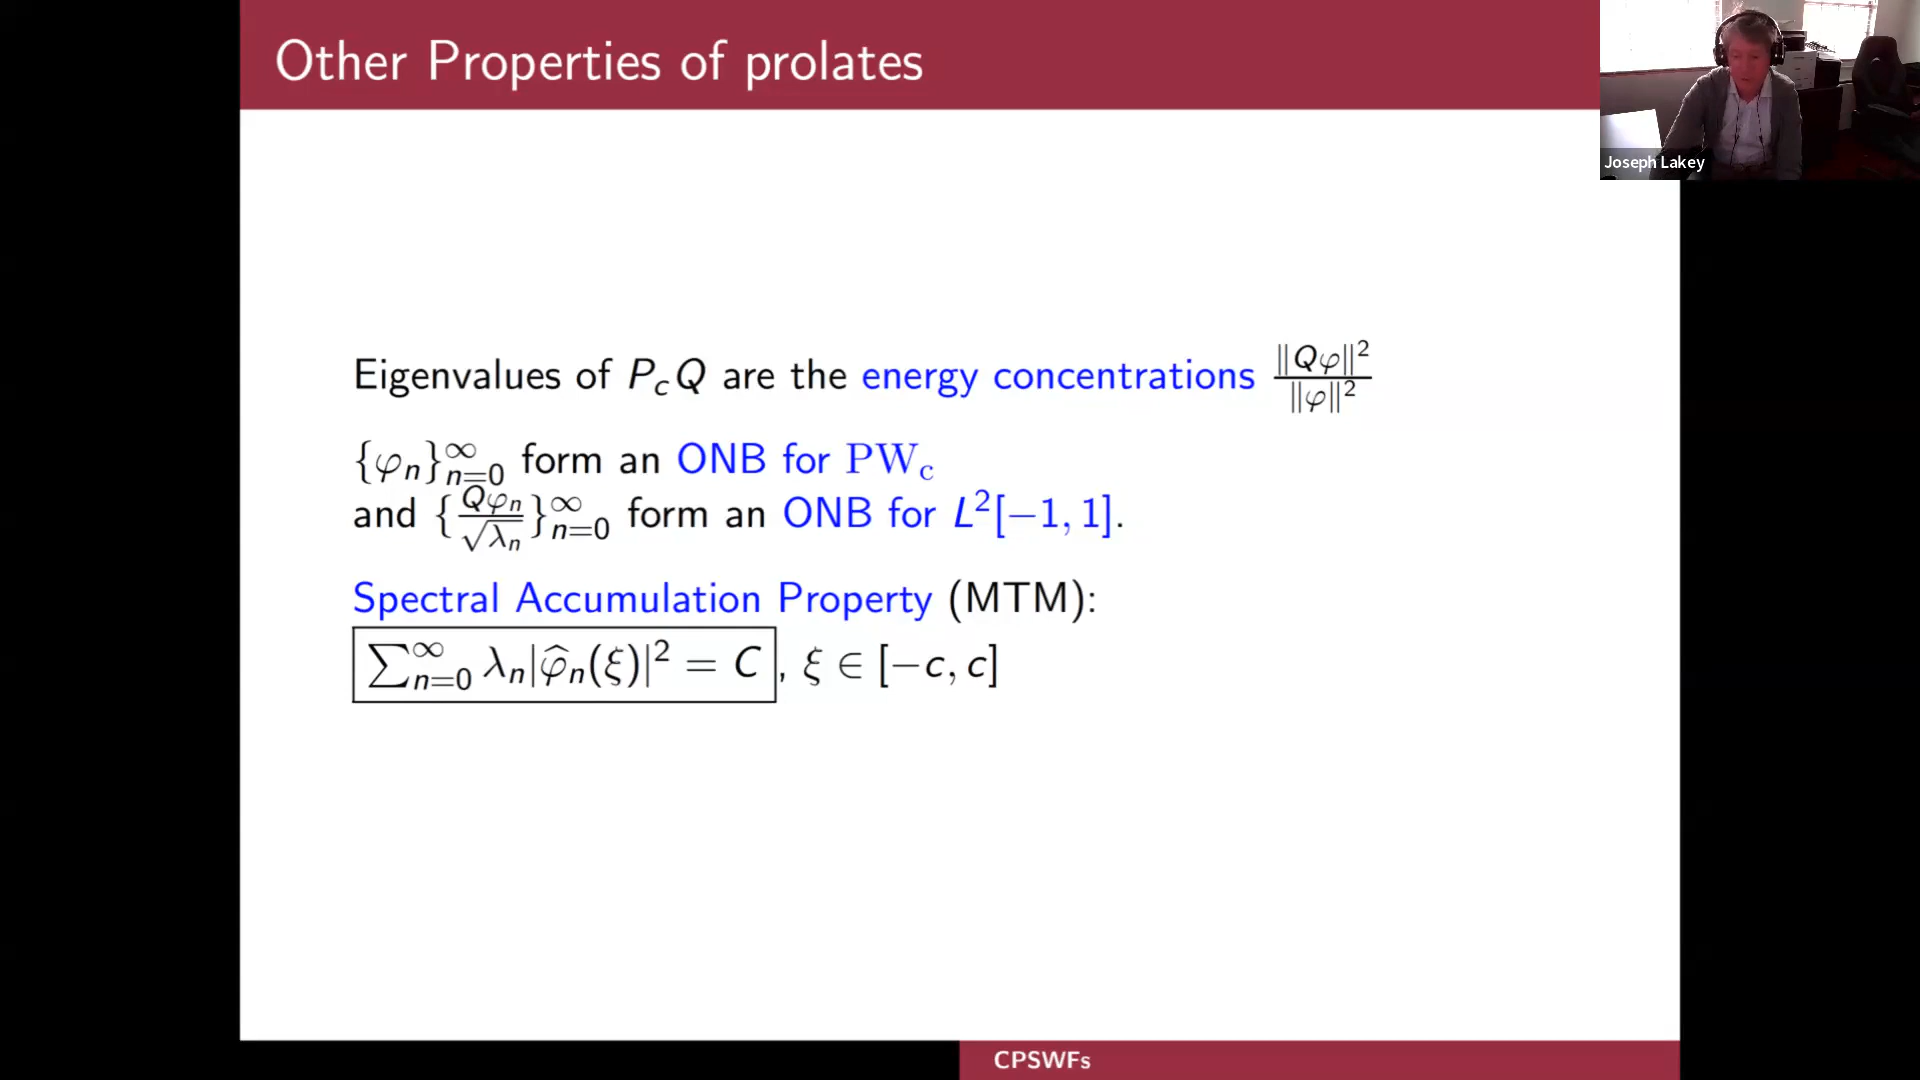 Other Properties of prolates
Joseph Lakey
Eigenvalues of P_cQ are the energy concentrations ‖Qφ‖²/‖φ‖²
{φ_n}_{n=0}^∞ form an ONB for PW_c
and {Qφ_n/√λ_n}_{n=0}^∞ form an ONB for L²[−1, 1].
Spectral Accumulation Property (MTM):
∑_{n=0}^∞ λ_n|φ̂_n(ξ)|² = C, ξ ∈ [−c, c]
CPSWFs